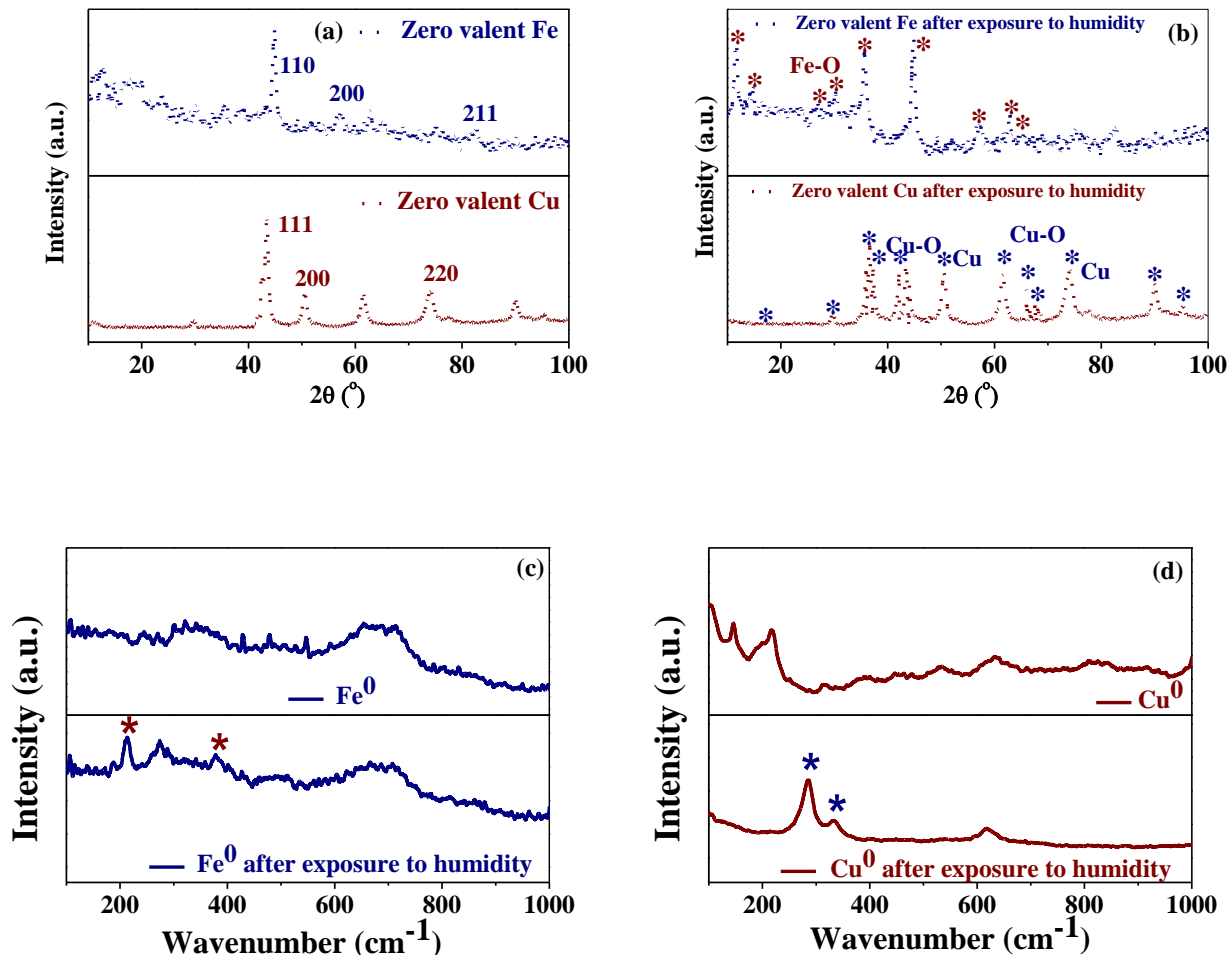 (a)
Zero valent Fe
110
200
211
Zero valent Cu
111
200
220
Intensity (a.u.)
20 40 60 80 100
2θ (°)
(b)
Zero valent Fe after exposure to humidity
* * Fe-O * * * * * * *
Zero valent Cu after exposure to humidity
Cu-O
Cu-O
* * * * * * * * * * * * *
Cu
Cu
Intensity (a.u.)
20 40 60 80 100
2θ (°)
(c)
Fe⁰
* *
Fe⁰ after exposure to humidity
Intensity (a.u.)
200 400 600 800 1000
Wavenumber (cm⁻¹)
(d)
Cu⁰
* *
Cu⁰ after exposure to humidity
Intensity (a.u.)
200 400 600 800 1000
Wavenumber (cm⁻¹)